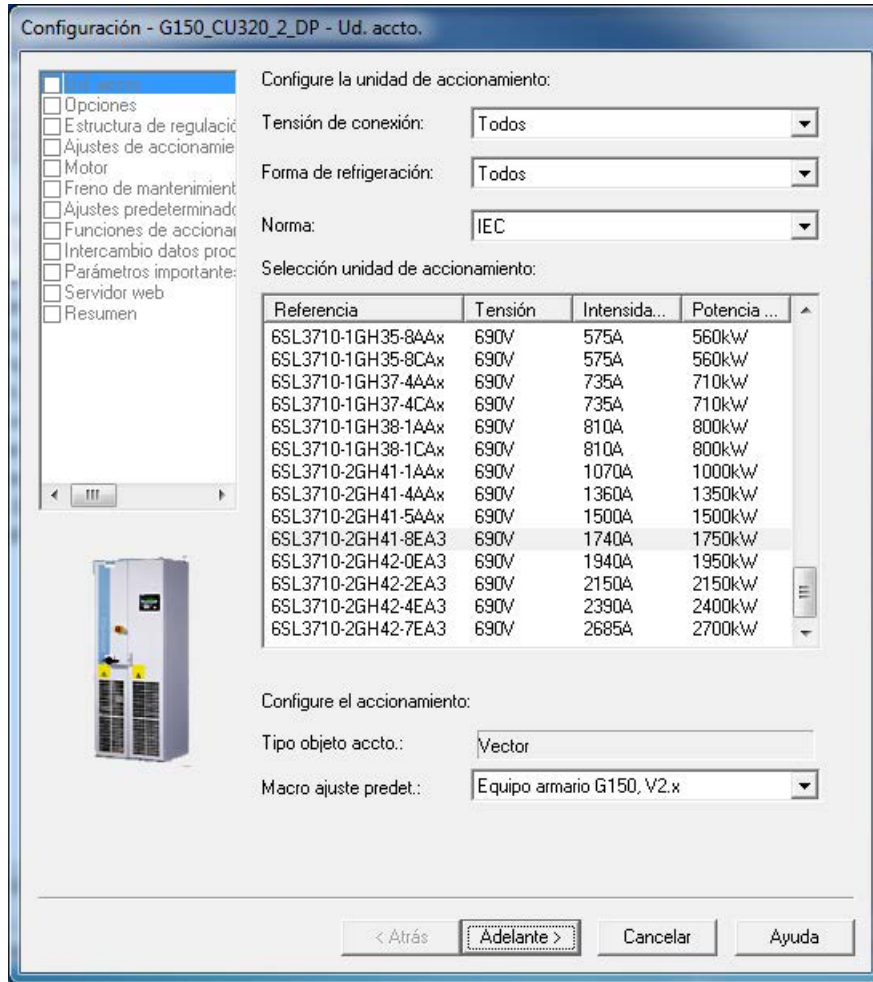 Configuración - G150_CU320_2_DP - Ud. accto.
Ud. accto.
Opciones
Estructura de regulació
Ajustes de accionamie
Motor
Freno de mantenimient
Ajustes predeterminado
Funciones de accionar
Intercambio datos proc
Parámetros importante:
Servidor web
Resumen
Configure la unidad de accionamiento:
Tensión de conexión: Todos
Forma de refrigeración: Todos
Norma: IEC
Selección unidad de accionamiento:
Referencia Tensión Intensida... Potencia ...
6SL3710-1GH35-8AAx 690V 575A 560kW
6SL3710-1GH35-8CAx 690V 575A 560kW
6SL3710-1GH37-4AAx 690V 735A 710kW
6SL3710-1GH37-4CAx 690V 735A 710kW
6SL3710-1GH38-1AAx 690V 810A 800kW
6SL3710-1GH38-1CAx 690V 810A 800kW
6SL3710-2GH41-1AAx 690V 1070A 1000kW
6SL3710-2GH41-4AAx 690V 1360A 1350kW
6SL3710-2GH41-5AAx 690V 1500A 1500kW
6SL3710-2GH41-8EA3 690V 1740A 1750kW
6SL3710-2GH42-0EA3 690V 1940A 1950kW
6SL3710-2GH42-2EA3 690V 2150A 2150kW
6SL3710-2GH42-4EA3 690V 2390A 2400kW
6SL3710-2GH42-7EA3 690V 2685A 2700kW
Configure el accionamiento:
Tipo objeto accto.: Vector
Macro ajuste predet.: Equipo armario G150, V2.x
< Atrás Adelante > Cancelar Ayuda